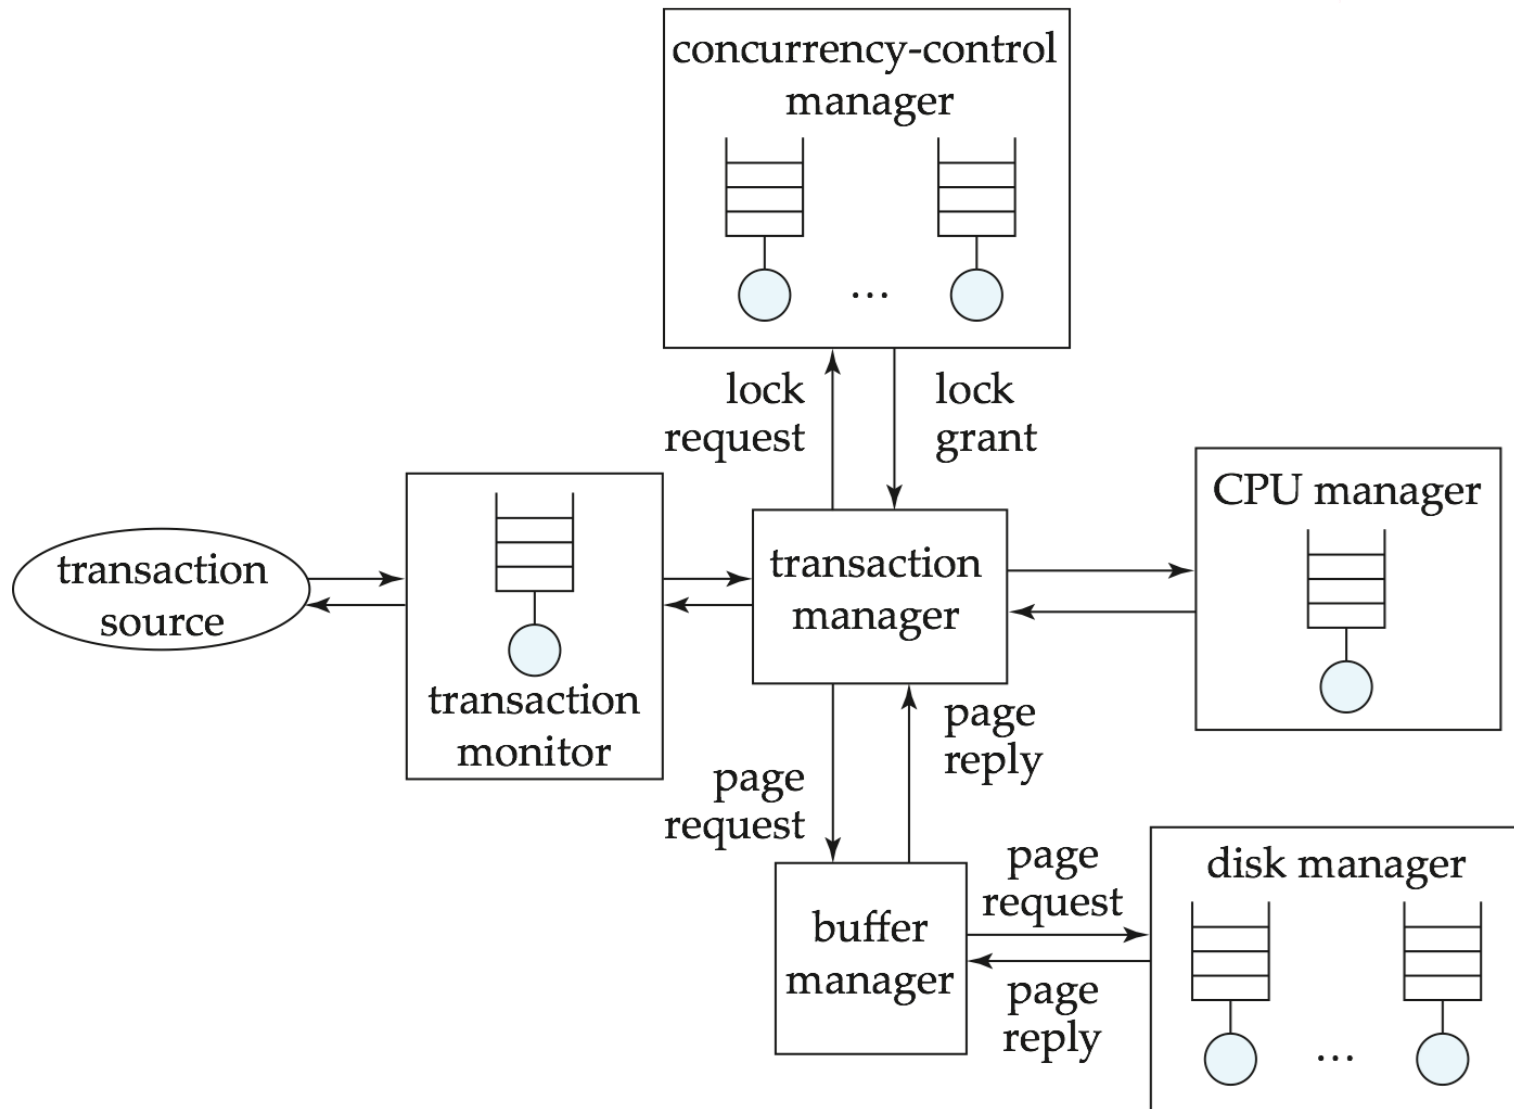 concurrency-control
manager
...
lock
request
lock
grant
CPU manager
transaction
source
transaction
manager
transaction
monitor
page
request
page
reply
buffer
manager
page
request
page
reply
disk manager
...